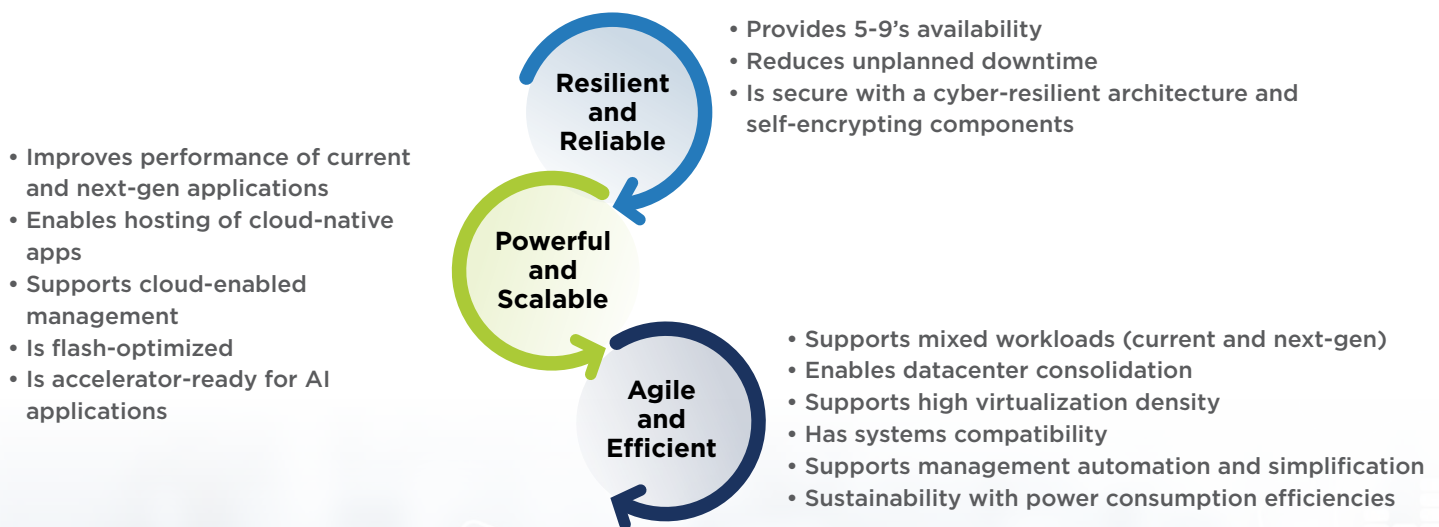 Resilient
and
Reliable
• Provides 5-9's availability
• Reduces unplanned downtime
• Is secure with a cyber-resilient architecture and
self-encrypting components
Powerful
and
Scalable
• Improves performance of current
and next-gen applications
• Enables hosting of cloud-native
apps
• Supports cloud-enabled
management
• Is flash-optimized
• Is accelerator-ready for AI
applications
Agile
and
Efficient
• Supports mixed workloads (current and next-gen)
• Enables datacenter consolidation
• Supports high virtualization density
• Has systems compatibility
• Supports management automation and simplification
• Sustainability with power consumption efficiencies